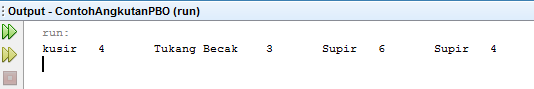 Output - ContohAngkutanPBO (run)
run:
kusir 4 Tukang Becak 3 Supir 6 Supir 4